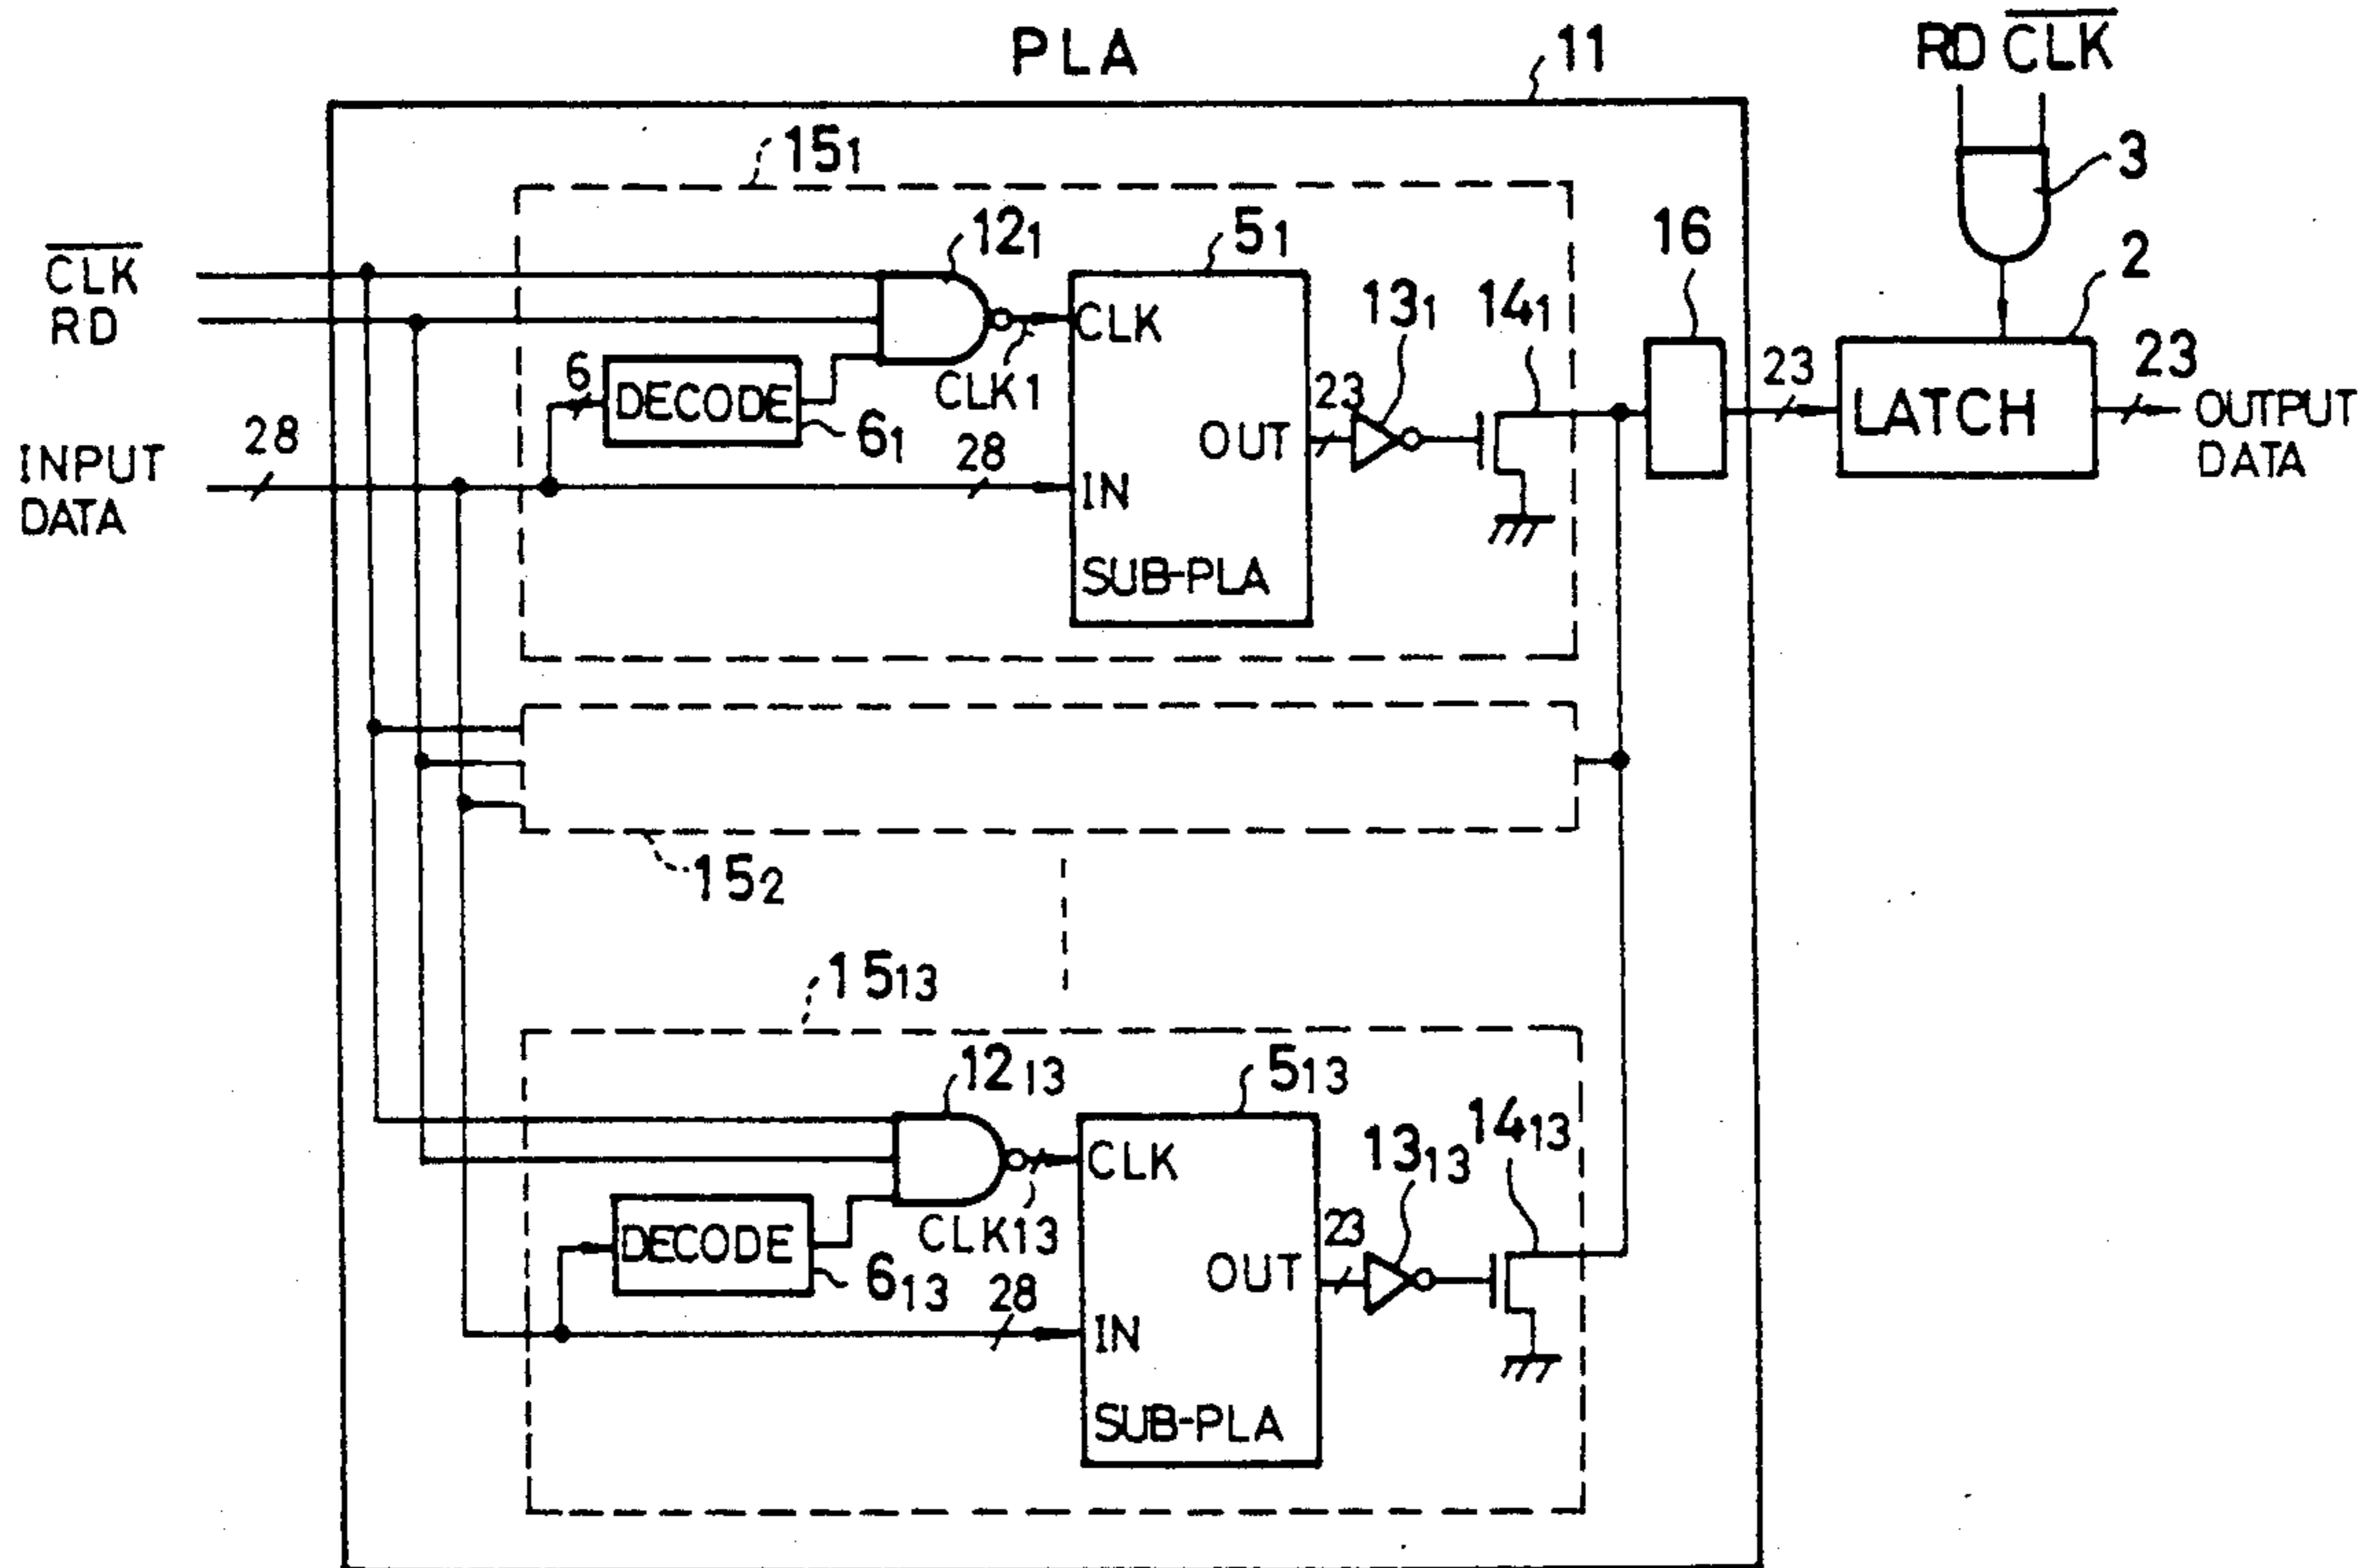 PLA
11
RD C̅L̅K̅
3
15₁
12₁
5₁
C̅L̅K̅
RD
CLK
13₁
14₁
16
2
6
DECODE
CLK1
23
23
LATCH
23
OUTPUT
DATA
6₁
28
INPUT
DATA
28
OUT
IN
SUB-PLA
15₂
15₁₃
12₁₃
5₁₃
CLK
13₁₃
14₁₃
DECODE
CLK13
23
6₁₃
28
OUT
IN
SUB-PLA